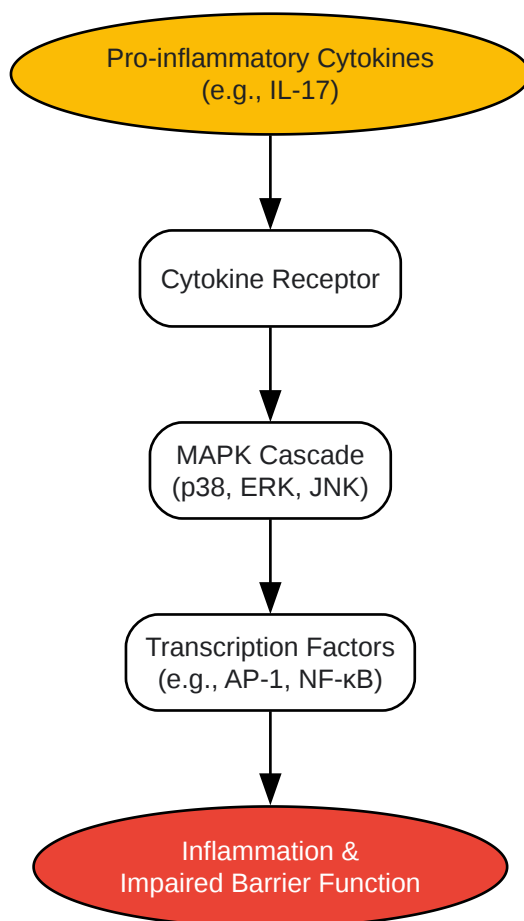 Pro-inflammatory Cytokines
(e.g., IL-17)
Cytokine Receptor
MAPK Cascade
(p38, ERK, JNK)
Transcription Factors
(e.g., AP-1, NF-κB)
Inflammation &
Impaired Barrier Function